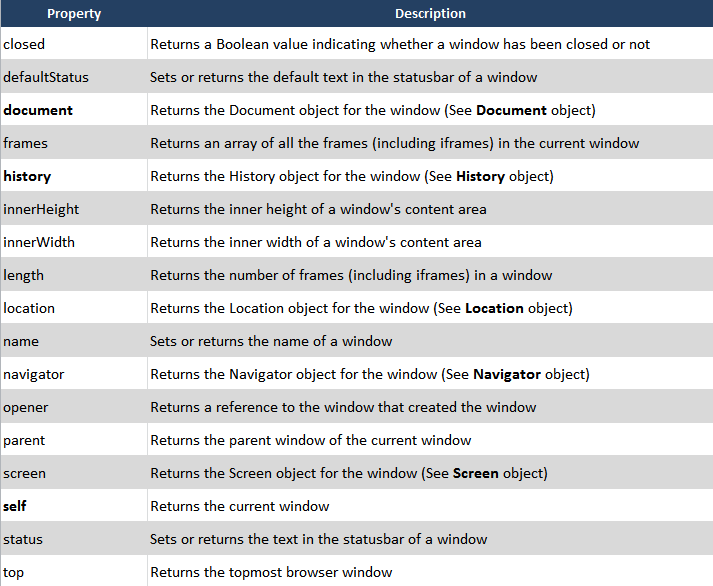 Property Description
closed Returns a Boolean value indicating whether a window has been closed or not
defaultStatus Sets or returns the default text in the statusbar of a window
document Returns the Document object for the window (See Document object)
frames Returns an array of all the frames (including iframes) in the current window
history Returns the History object for the window (See History object)
innerHeight Returns the inner height of a window's content area
innerWidth Returns the inner width of a window's content area
length Returns the number of frames (including iframes) in a window
location Returns the Location object for the window (See Location object)
name Sets or returns the name of a window
navigator Returns the Navigator object for the window (See Navigator object)
opener Returns a reference to the window that created the window
parent Returns the parent window of the current window
screen Returns the Screen object for the window (See Screen object)
self Returns the current window
status Sets or returns the text in the statusbar of a window
top Returns the topmost browser window